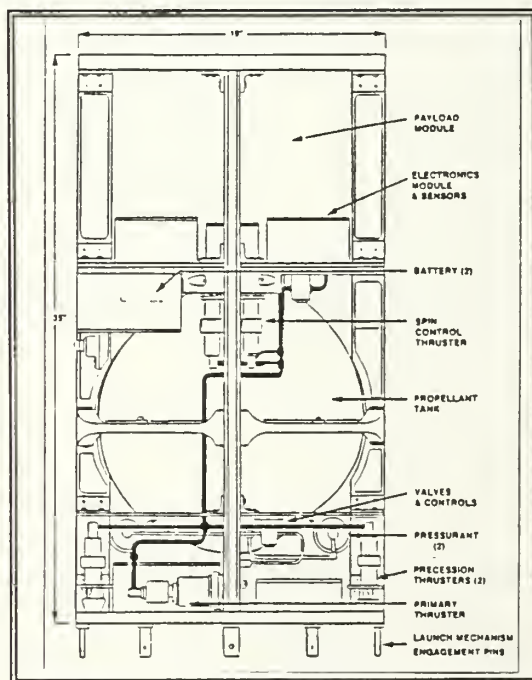 19"
35"
PAYLOAD
MODULE
ELECTRONICS
MODULE
& SENSORS
BATTERY (2)
SPIN
CONTROL
THRUSTER
PROPELLANT
TANK
VALVES
& CONTROLS
PRESSURANT
(2)
PRECESSION
THRUSTERS (2)
PRIMARY
THRUSTER
LAUNCH MECHANISM
ENGAGEMENT PINS